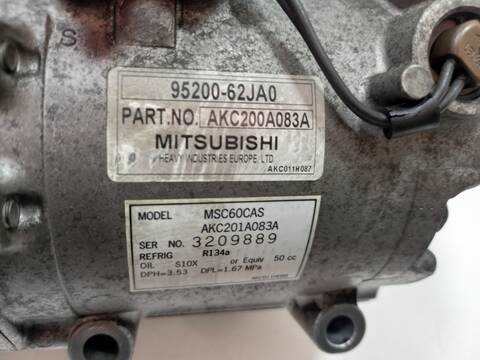 S
95200-62JA0
PART.NO. AKC200A083A
MITSUBISHI
HEAVY INDUSTRIES EUROPE, LTD
AKC011H087
MODEL MSC60CAS
AKC201A083A
SER NO. 3209889
REFRIG R134a
OIL S10X or Equiv 50 cc
DPH=3.53 DPL=1.67 MPa